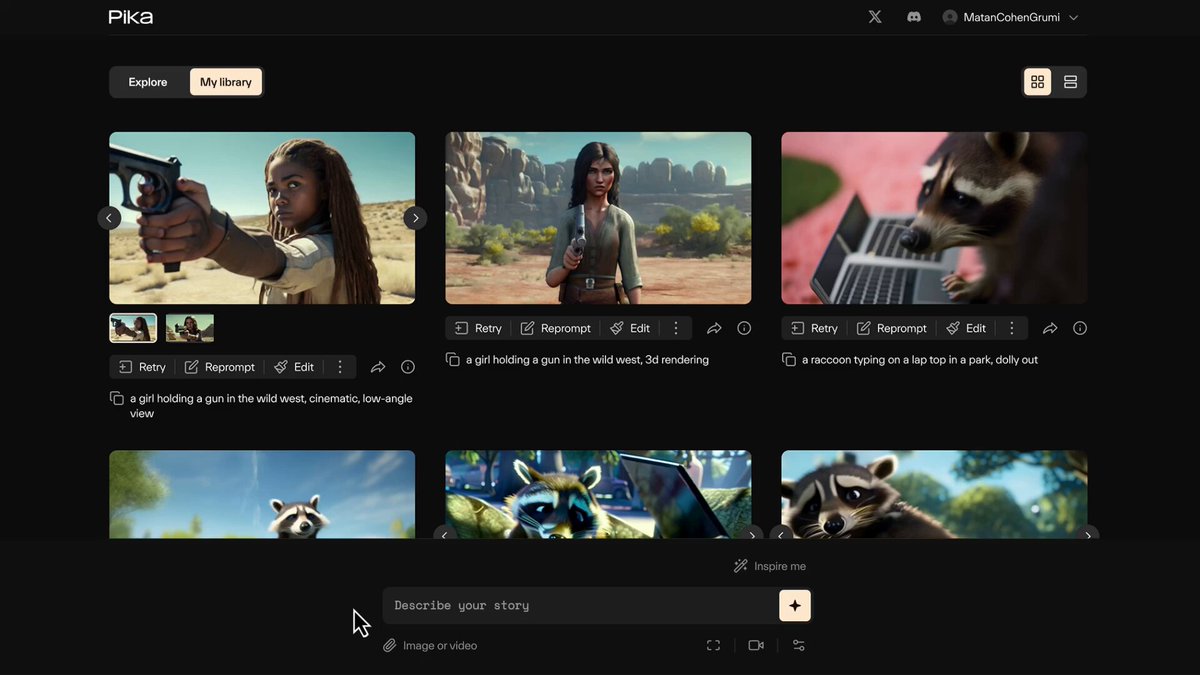 Pika
MatanCohenGrumi
Explore
My library
Retry
Reprompt
Edit
a girl holding a gun in the wild west, cinematic, low-angle
view
Retry
Reprompt
Edit
a girl holding a gun in the wild west, 3d rendering
Retry
Reprompt
Edit
a raccoon typing on a lap top in a park, dolly out
Inspire me
Describe your story
Image or video